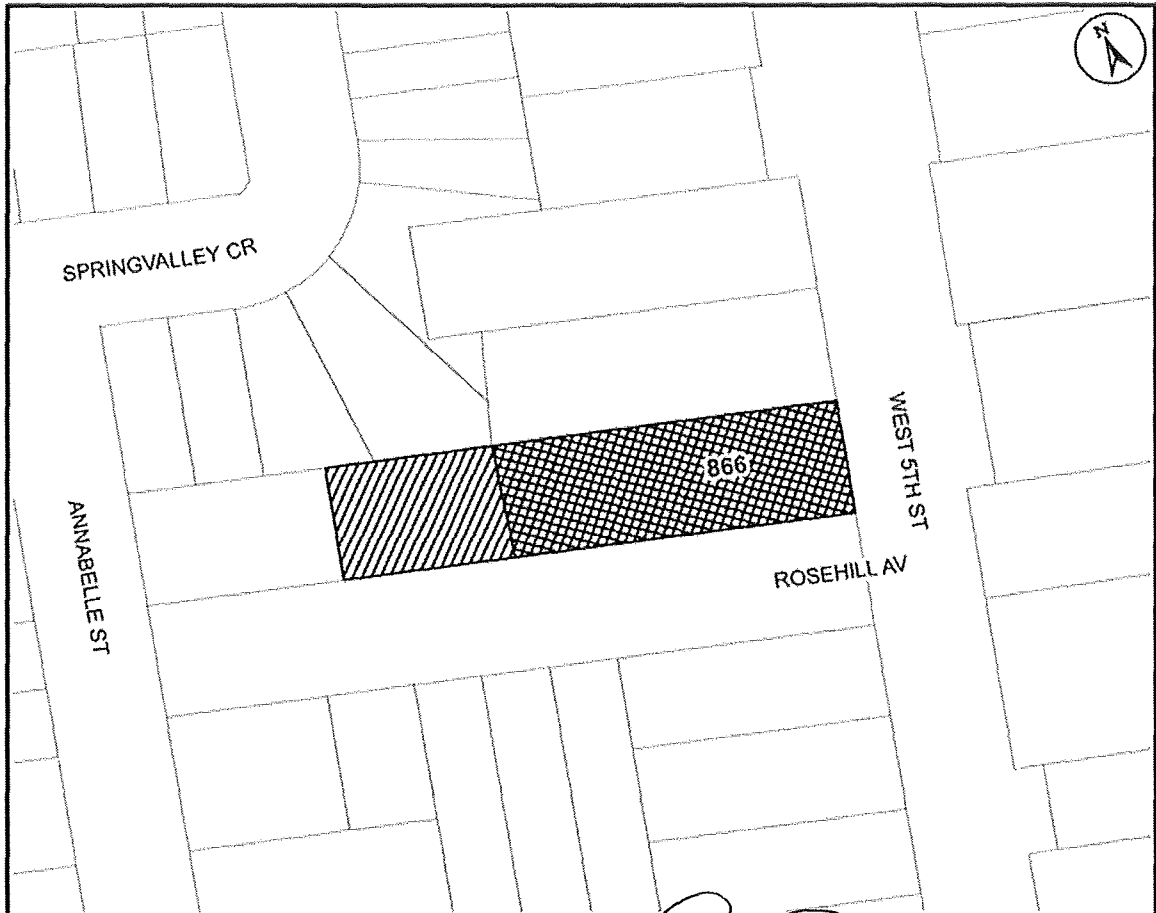 N
SPRINGVALLEY CR
866
WEST 5TH ST
ANNABELLE ST
ROSEHILL AV